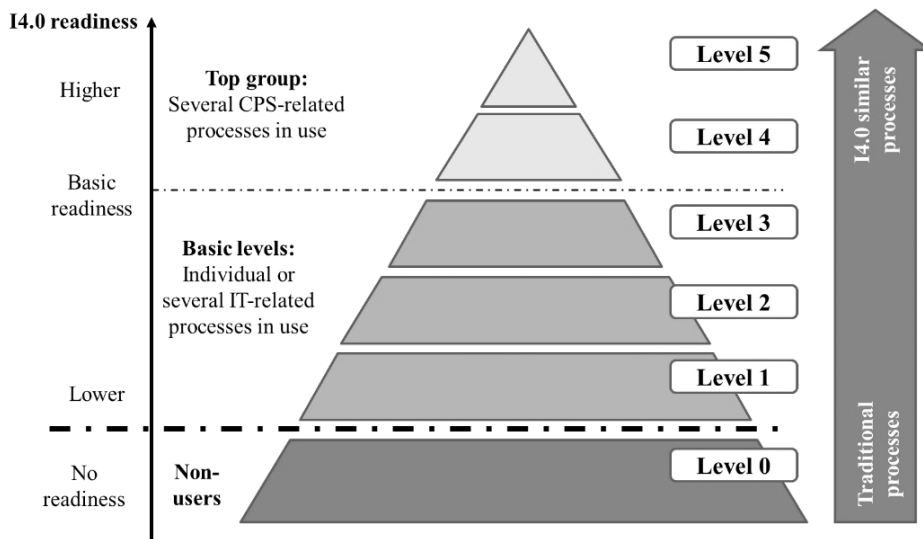 I4.0 readiness
Higher
Basic
readiness
Lower
No
readiness
Top group:
Several CPS-related
processes in use
Basic levels:
Individual or
several IT-related
processes in use
Non-
users
Level 5
Level 4
Level 3
Level 2
Level 1
Level 0
I4.0 similar
processes
Traditional
processes